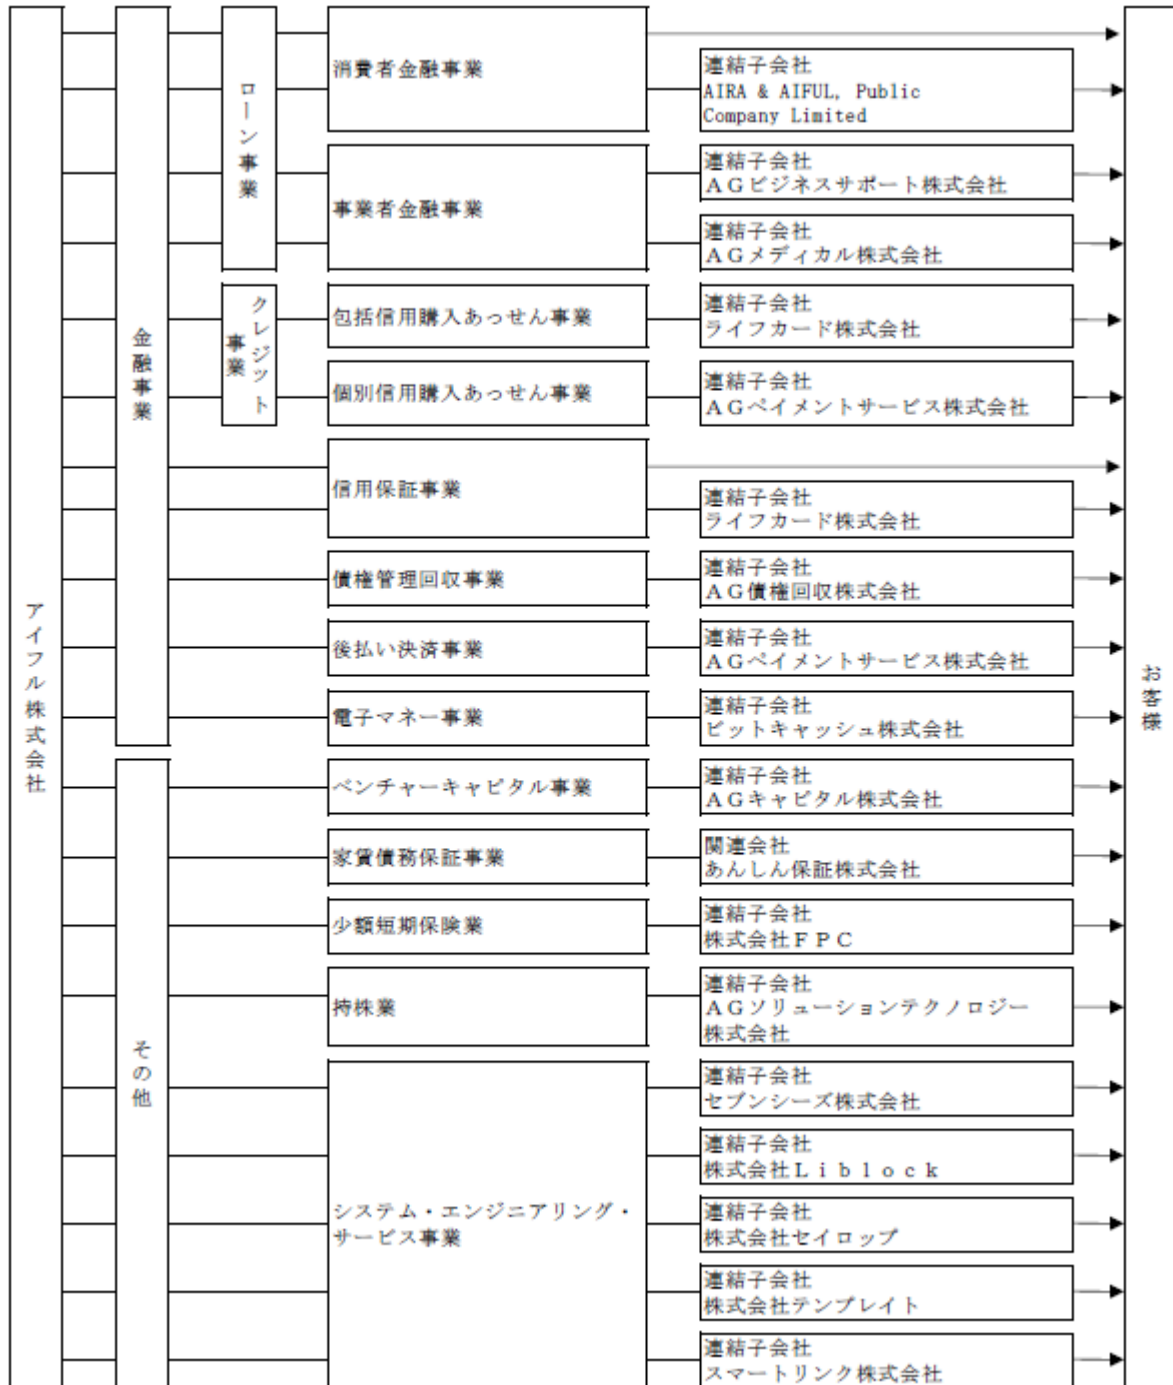 アイフル株式会社
金融事業
その他
ローン事業
クレジット
事業
消費者金融事業
連結子会社
AIRA & AIFUL, Public
Company Limited
事業者金融事業
連結子会社
ＡＧビジネスサポート株式会社
連結子会社
ＡＧメディカル株式会社
包括信用購入あっせん事業
連結子会社
ライフカード株式会社
個別信用購入あっせん事業
連結子会社
ＡＧペイメントサービス株式会社
信用保証事業
連結子会社
ライフカード株式会社
債権管理回収事業
連結子会社
ＡＧ債権回収株式会社
後払い決済事業
連結子会社
ＡＧペイメントサービス株式会社
電子マネー事業
連結子会社
ビットキャッシュ株式会社
ベンチャーキャピタル事業
連結子会社
ＡＧキャピタル株式会社
家賃債務保証事業
関連会社
あんしん保証株式会社
少額短期保険業
連結子会社
株式会社ＦＰＣ
持株業
連結子会社
ＡＧソリューションテクノロジー
株式会社
システム・エンジニアリング・
サービス事業
連結子会社
セブンシーズ株式会社
連結子会社
株式会社Ｌｉｂｌｏｃｋ
連結子会社
株式会社セイロップ
連結子会社
株式会社テンプレイト
連結子会社
スマートリンク株式会社
お客様